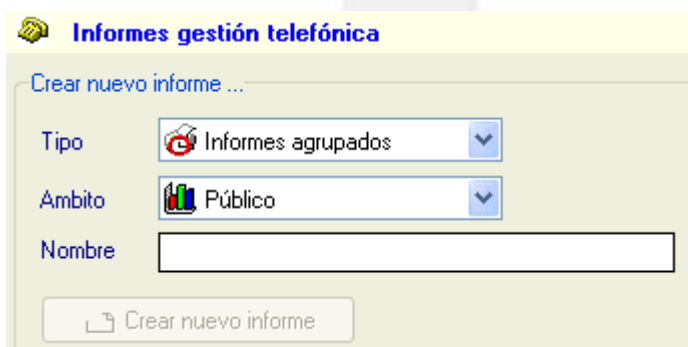 Informes gestión telefónica
Crear nuevo informe ...
Tipo Informes agrupados
Ambito Público
Nombre
Crear nuevo informe